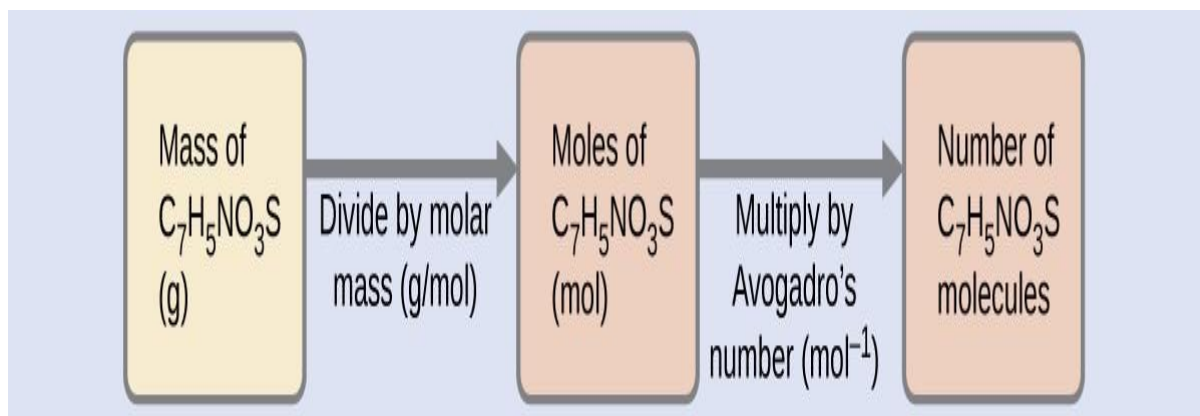 Mass of
C₇H₅NO₃S
(g)
Divide by molar
mass (g/mol)
Moles of
C₇H₅NO₃S
(mol)
Multiply by
Avogadro’s
number (mol⁻¹)
Number of
C₇H₅NO₃S
molecules